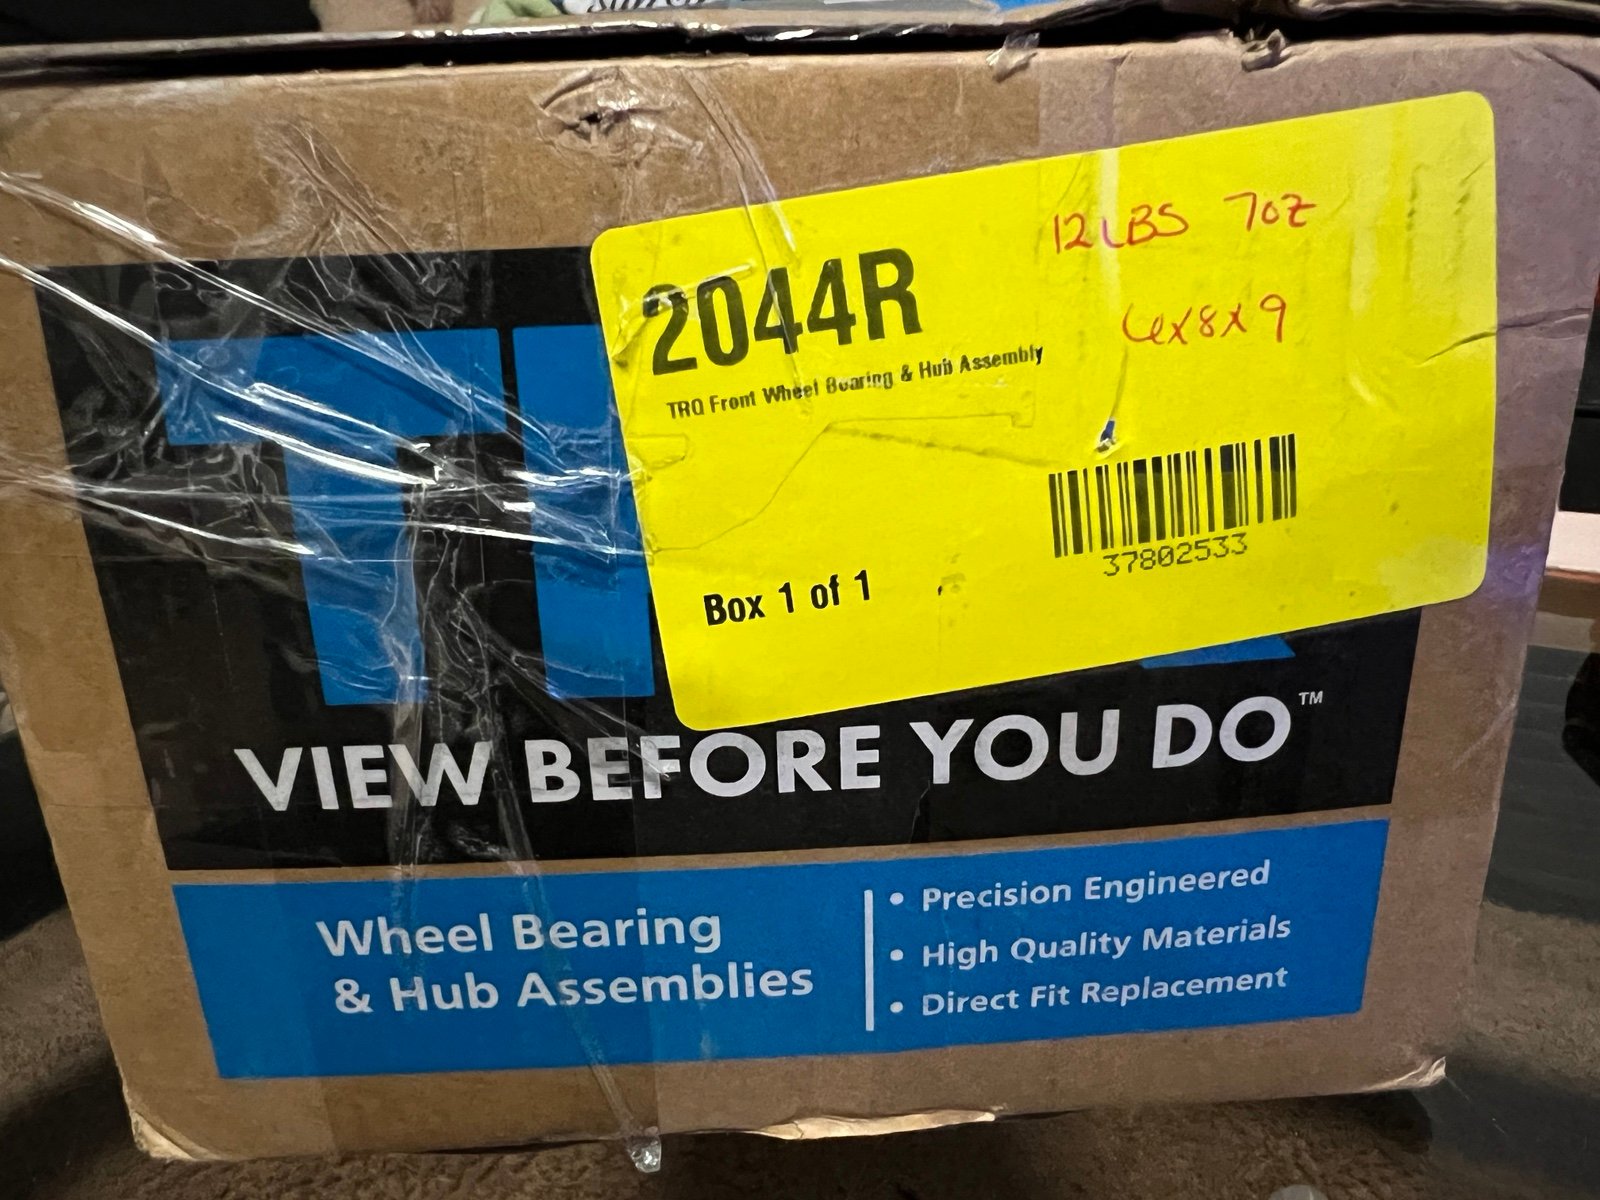 12 LBS 7oz
2044R
6x8x9
TRQ Front Wheel Bearing & Hub Assembly
37802533
Box 1 of 1
VIEW BEFORE YOU DO™
Wheel Bearing
& Hub Assemblies
• Precision Engineered
• High Quality Materials
• Direct Fit Replacement